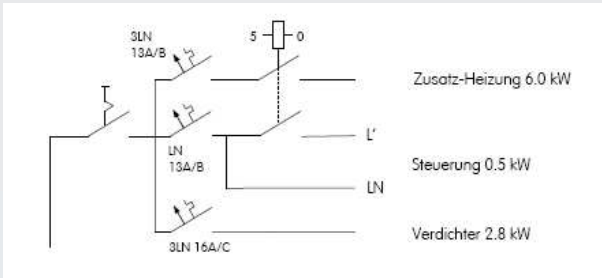 3LN
13A/B
5 0
Zusatz-Heizung 6.0 kW
LN
13A/B
L'
Steuerung 0.5 kW
LN
3LN 16A/C
Verdichter 2.8 kW